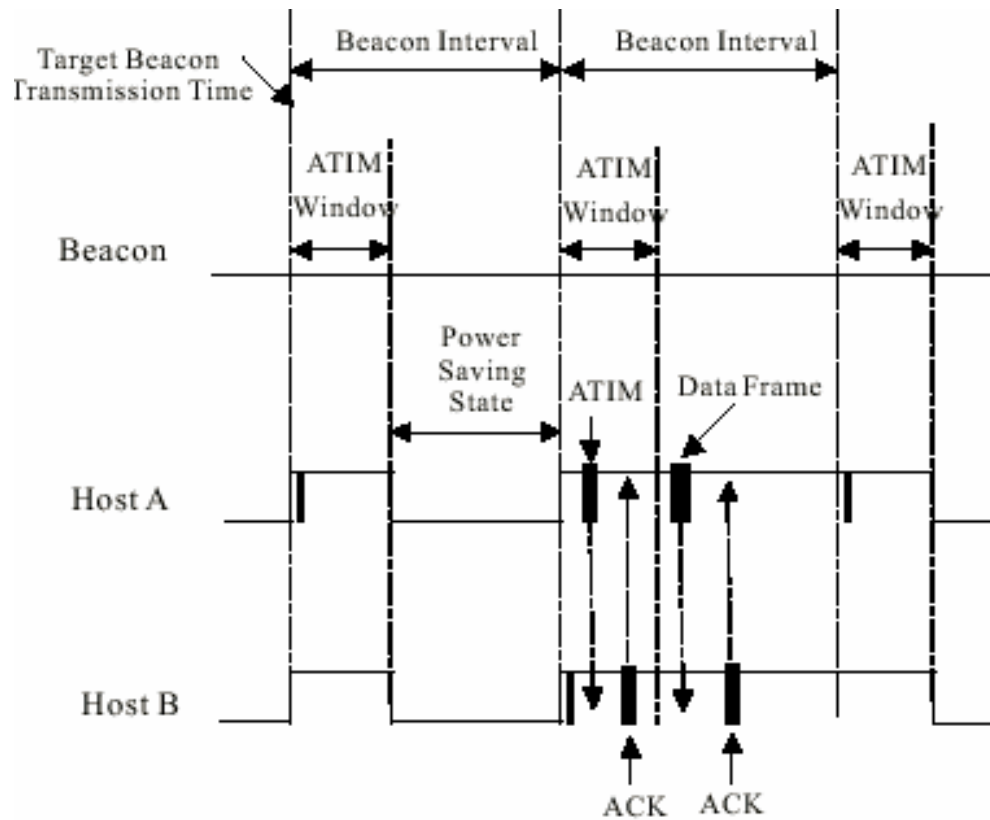 Beacon Interval
Beacon Interval
Target Beacon
Transmission Time
ATIM
Window
ATIM
Window
ATIM
Window
Beacon
Power
Saving
State
ATIM
Data Frame
Host A
Host B
ACK
ACK